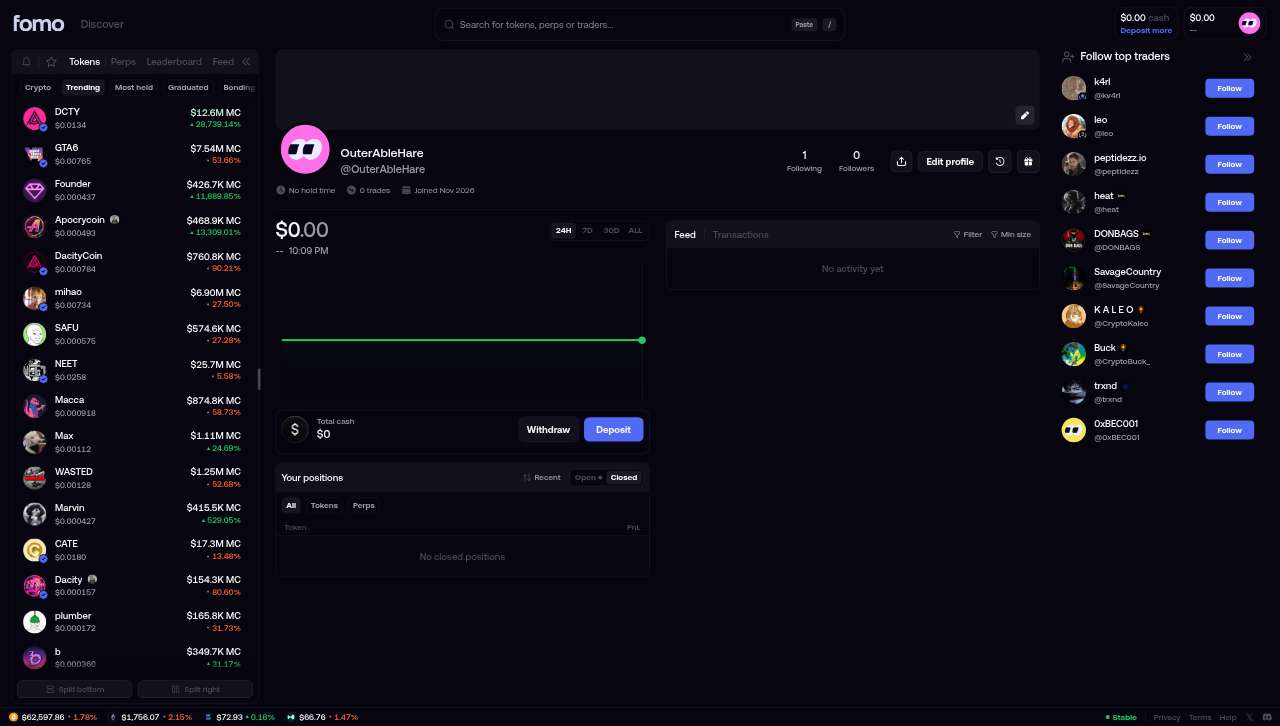 fomo Discover
Search for tokens, perps or traders... Paste /
$0.00 cash
Deposit more
$0.00
--
Tokens Perps Leaderboard Feed
Crypto Trending Most held Graduated Bonding
DCTY $12.6M MC
$0.0134 28,739.14%
GTA6 $7.54M MC
$0.00765 53.66%
Founder $426.7K MC
$0.000437 11,889.85%
Apocrycoin $468.9K MC
$0.000493 13,309.01%
DacityCoin $760.8K MC
$0.000784 90.21%
mihao $6.90M MC
$0.00734 27.50%
SAFU $574.6K MC
$0.000575 27.28%
NEET $25.7M MC
$0.0258 5.58%
Macca $874.8K MC
$0.000918 58.73%
Max $1.11M MC
$0.00112 24.69%
WASTED $1.25M MC
$0.00128 52.68%
Marvin $415.5K MC
$0.000427 529.05%
CATE $17.3M MC
$0.0180 13.48%
Dacity $154.3K MC
$0.000157 80.60%
plumber $165.8K MC
$0.000172 31.73%
b $349.7K MC
$0.000360 31.17%
Split bottom Split right
OuterAbleHare
@OuterAbleHare
1 Following
0 Followers
Edit profile
No hold time 0 trades Joined Nov 2026
$0.00
24H 7D 30D ALL
-- 10:09 PM
Total cash
$0
Withdraw Deposit
Your positions Recent Open Closed
All Tokens Perps
Token PnL
No closed positions
Feed Transactions Filter Min size
No activity yet
Follow top traders
k4rl
@kv4rl
Follow
leo
@leo
Follow
peptidezz.io
@peptidezz
Follow
heat
@heat
Follow
DONBAGS
@DONBAGS
Follow
SavageCountry
@SavageCountry
Follow
K A L E O
@CryptoKaleo
Follow
Buck
@CryptoBuck_
Follow
trxnd
@trxnd
Follow
0xBEC001
@0xBEC001
Follow
$62,597.86 1.78% $1,756.07 2.15% $72.93 0.16% $66.76 1.47%
Stable Privacy Terms Help